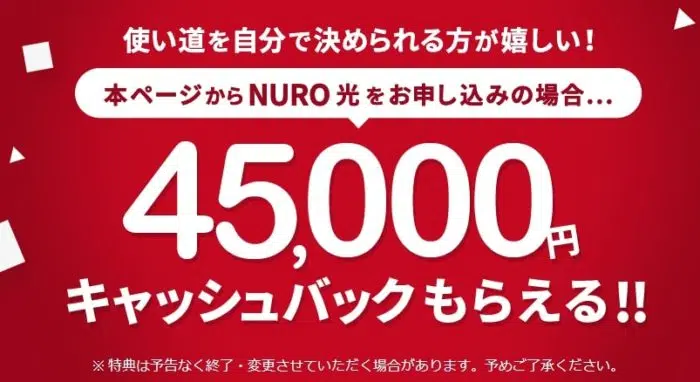 使い道を自分で決められる方が嬉しい！
本ページからNURO光をお申し込みの場合…
45,000円
キャッシュバックもらえる!!
※特典は予告なく終了・変更させていただく場合があります。予めご了承ください。